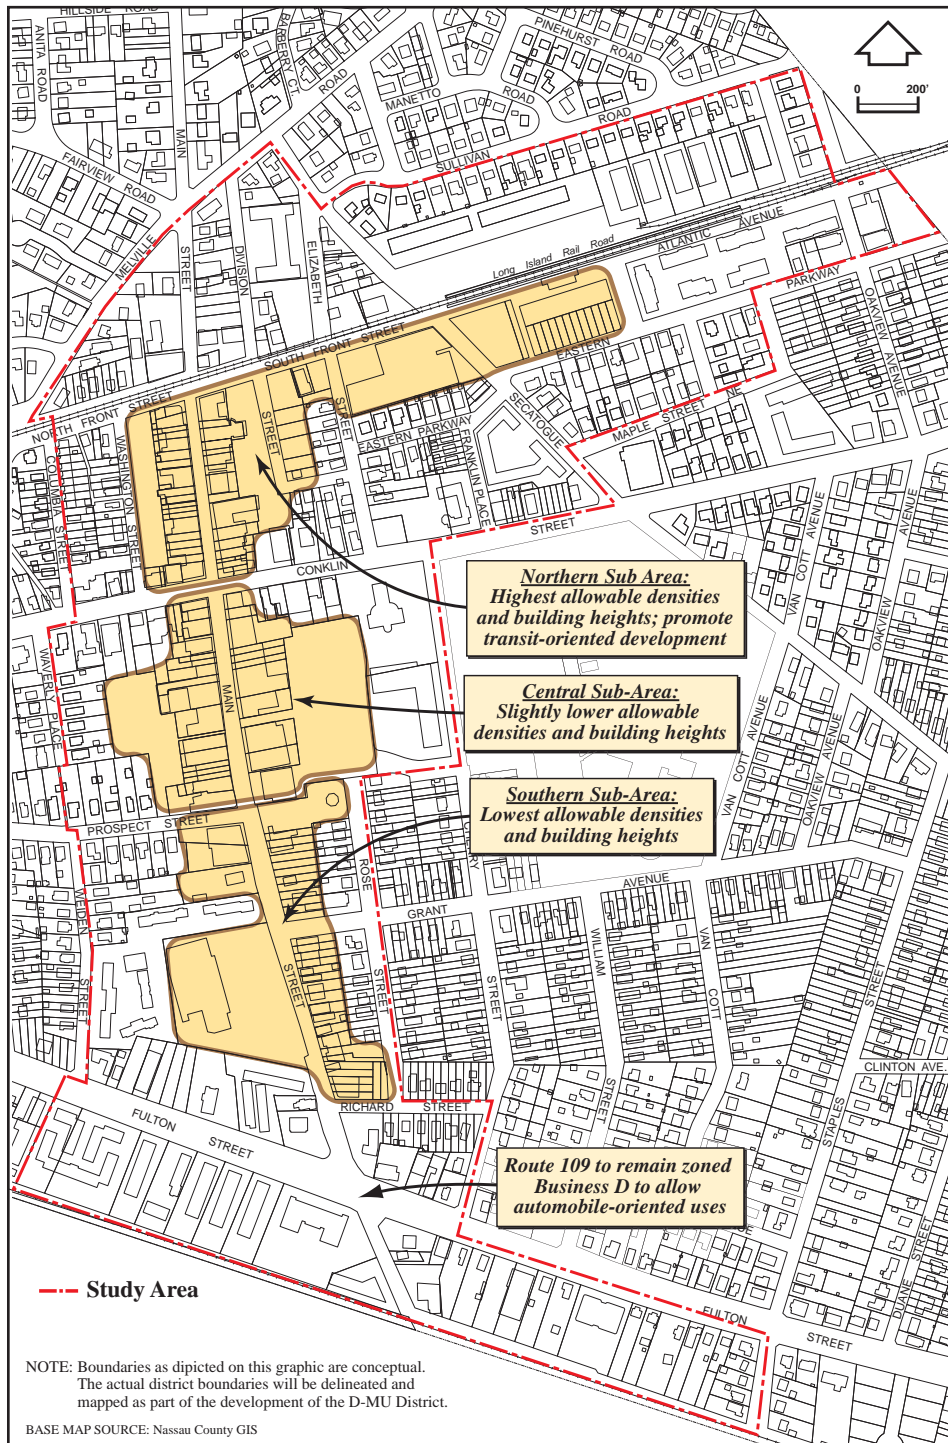 HILLSIDE ROAD
ANITA ROAD
BARBERRY CT
ROAD
PINEHURST ROAD
MANETTO ROAD
MAIN
STREET
FAIRVIEW ROAD
SULLIVAN ROAD
0 200'
MELVILLE
DIVISION
ELIZABETH
Long Island Rail Road
ATLANTIC AVENUE
PARKWAY
OAKVIEW AVENUE
SOUTH FRONT STREET
NORTH FRONT STREET
EASTERN
MAPLE STREET NE
SECATOGUE
STREET
STREET
EASTERN PARKWAY
FRANKLIN PLACE
WASHINGTON STREET
COLUMBIA STREE
STREET
CONKLIN
VAN COTT AVENUE
OAKVIEW AVENUE
Northern Sub Area:
Highest allowable densities
and building heights; promote
transit-oriented development
WAVERLY PLACE
MAIN
Central Sub-Area:
Slightly lower allowable
densities and building heights
VAN COTT AVENUE
OAKVIEW AVENUE
Southern Sub-Area:
Lowest allowable densities
and building heights
PROSPECT STREET
ROSE
STREET
GRANT
AVENUE
WEIDE
STREET
STREET
STREET
WILLIAM
STREET
VAN
COTT
STREET
STAPLES
CLINTON AVE.
RICHARD STREET
FULTON STREET
Route 109 to remain zoned
Business D to allow
automobile-oriented uses
STREET
DUANE
FULTON
STREET
Study Area
NOTE: Boundaries as dipicted on this graphic are conceptual.
The actual district boundaries will be delineated and
mapped as part of the development of the D-MU District.
BASE MAP SOURCE: Nassau County GIS